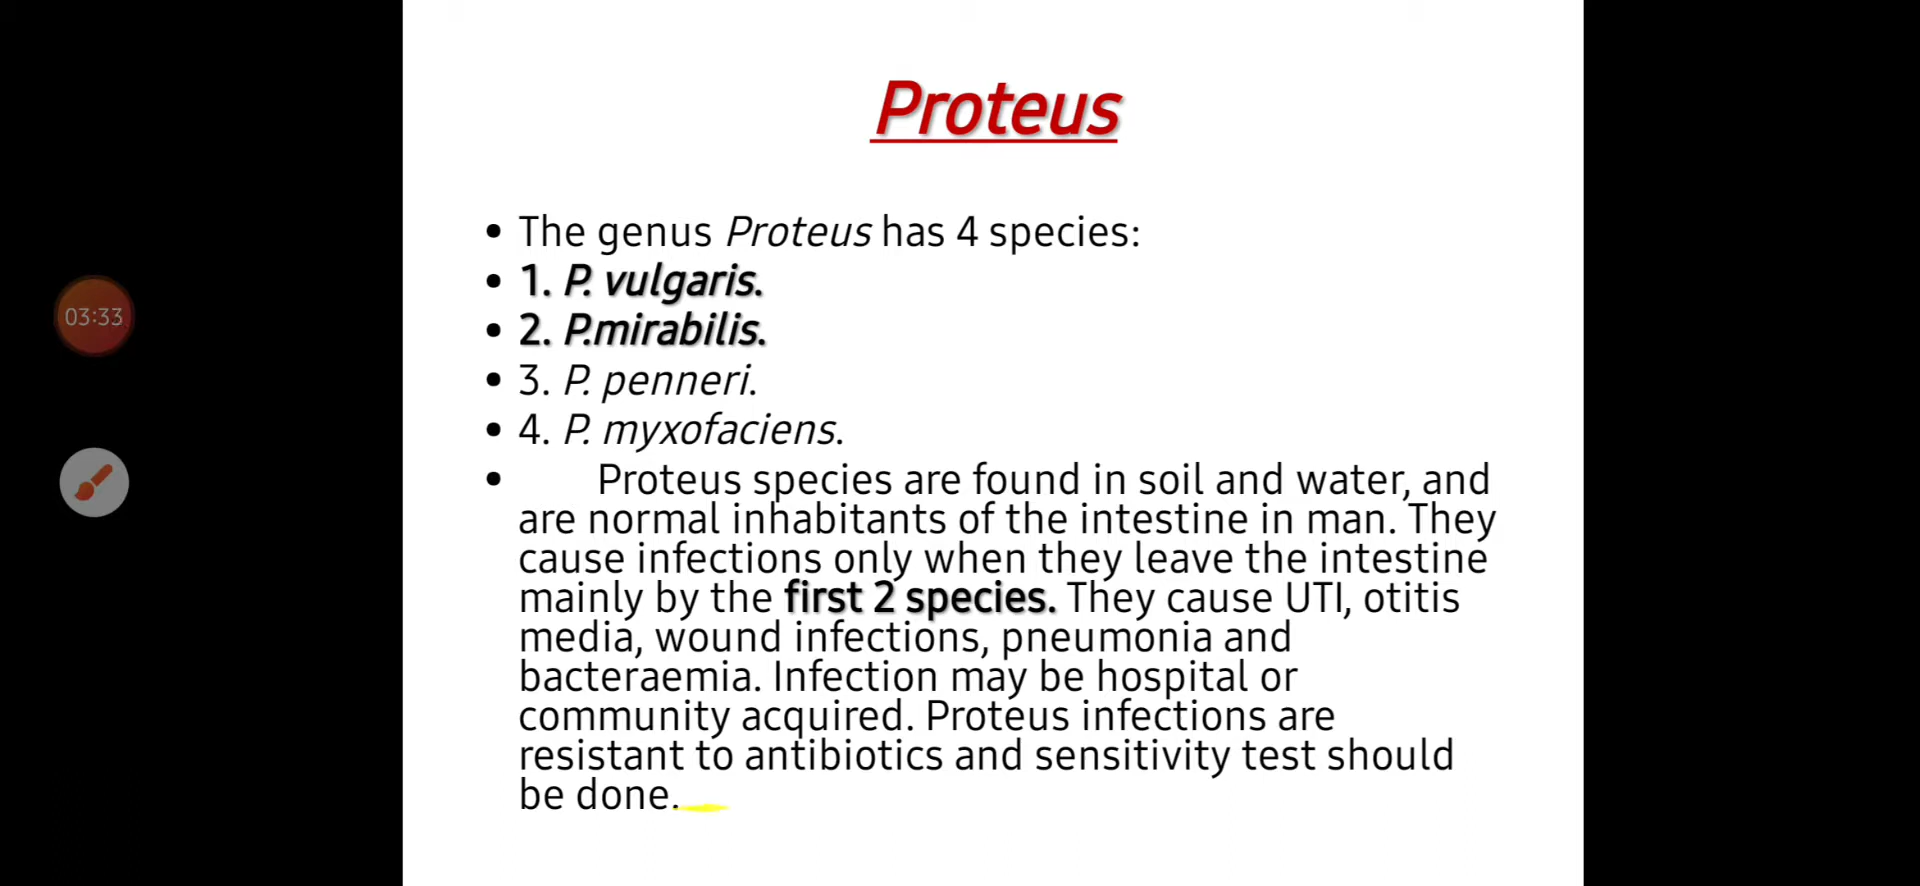 Proteus
• The genus Proteus has 4 species:
• 1. P. vulgaris.
• 2. P.mirabilis.
• 3. P. penneri.
• 4. P. myxofaciens.
• Proteus species are found in soil and water, and
are normal inhabitants of the intestine in man. They
cause infections only when they leave the intestine
mainly by the first 2 species. They cause UTI, otitis
media, wound infections, pneumonia and
bacteraemia. Infection may be hospital or
community acquired. Proteus infections are
resistant to antibiotics and sensitivity test should
be done.
03:33